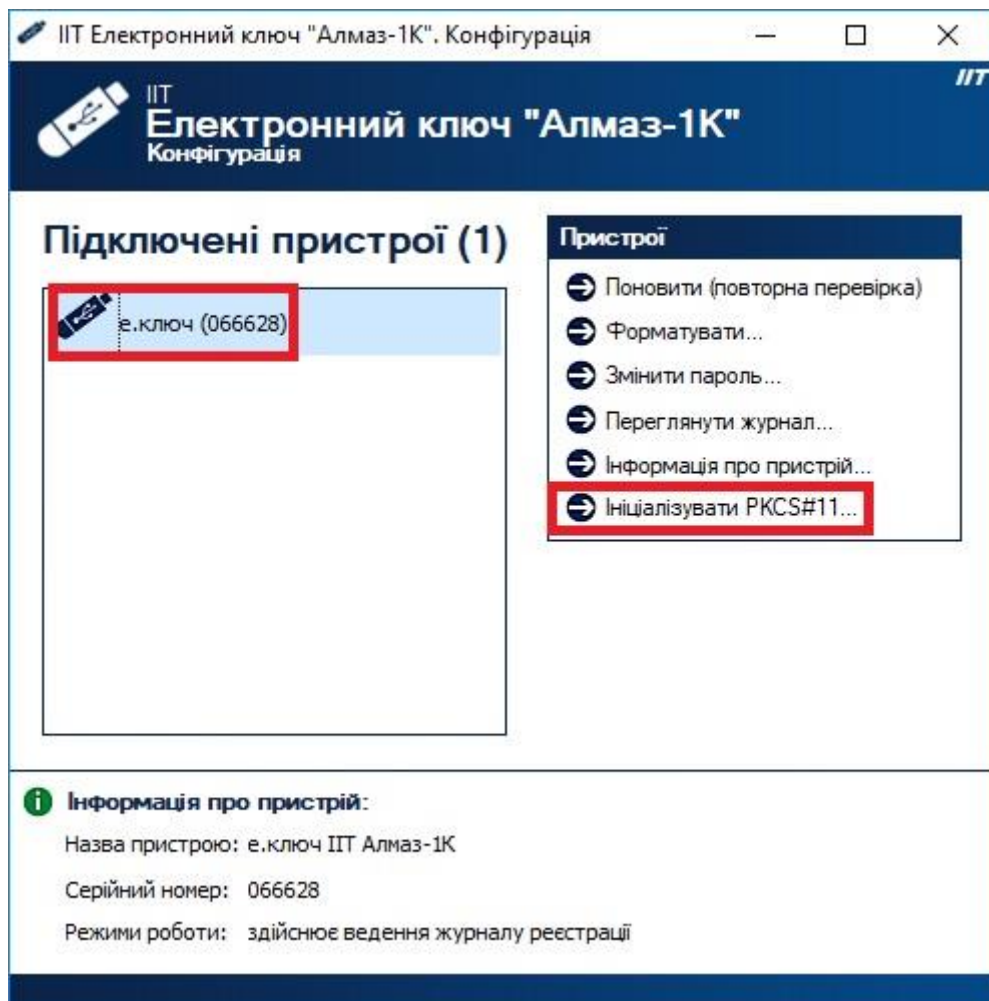 ІІТ Електронний ключ "Алмаз-1К". Конфігурація
ІІТ
ІІТ
Електронний ключ "Алмаз-1К"
Конфігурація
Підключені пристрої (1)
е.ключ (066628)
Пристрої
Поновити (повторна перевірка)
Форматувати...
Змінити пароль...
Переглянути журнал...
Інформація про пристрій...
Ініціалізувати PKCS#11...
Інформація про пристрій:
Назва пристрою: е.ключ ІІТ Алмаз-1К
Серійний номер: 066628
Режими роботи: здійснює ведення журналу реєстрації